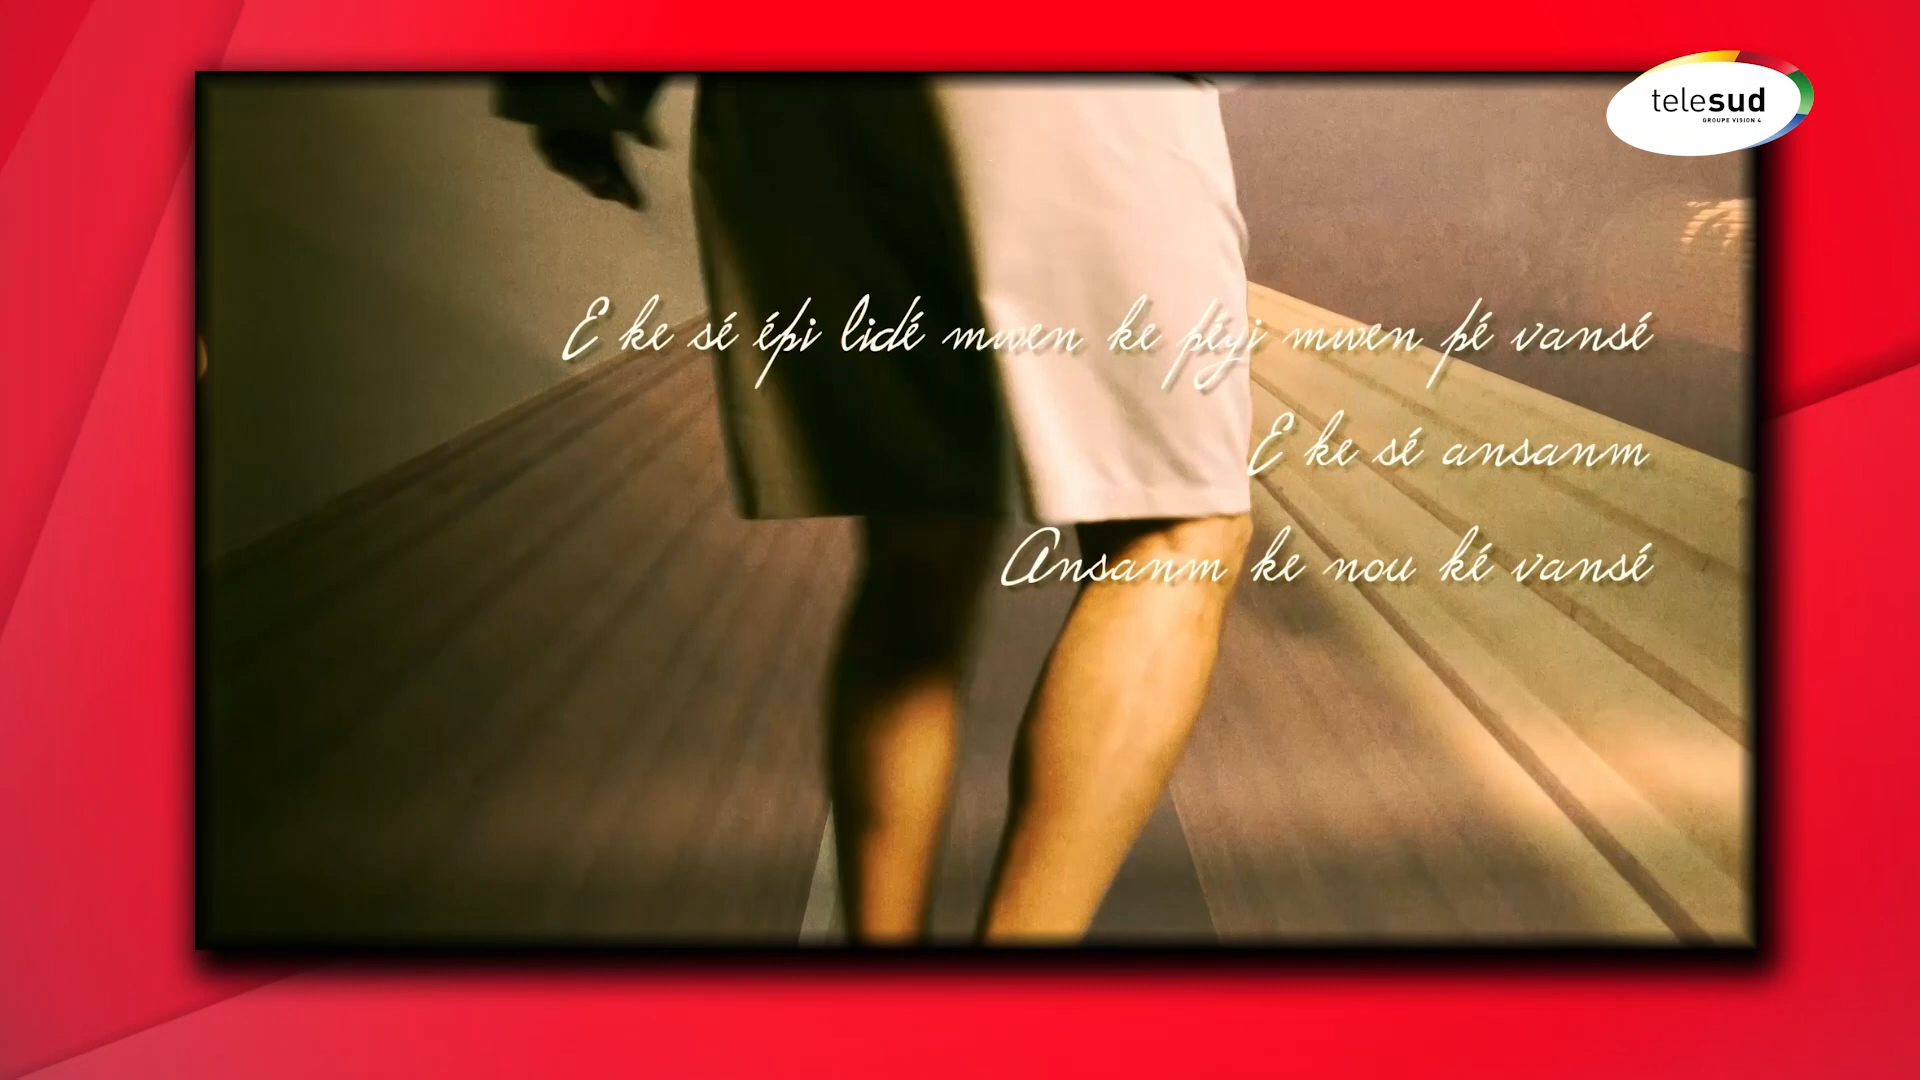 telesud
GROUPE VISION 4
E ke sé épi lidé mwen ke péyi mwen pé vansé
E ke sé ansanm
Ansanm ke nou ké vansé